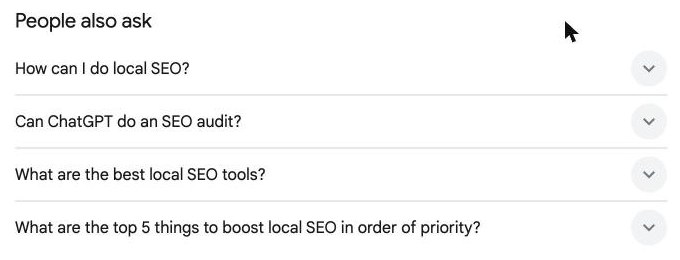 People also ask
How can I do local SEO?
Can ChatGPT do an SEO audit?
What are the best local SEO tools?
What are the top 5 things to boost local SEO in order of priority?